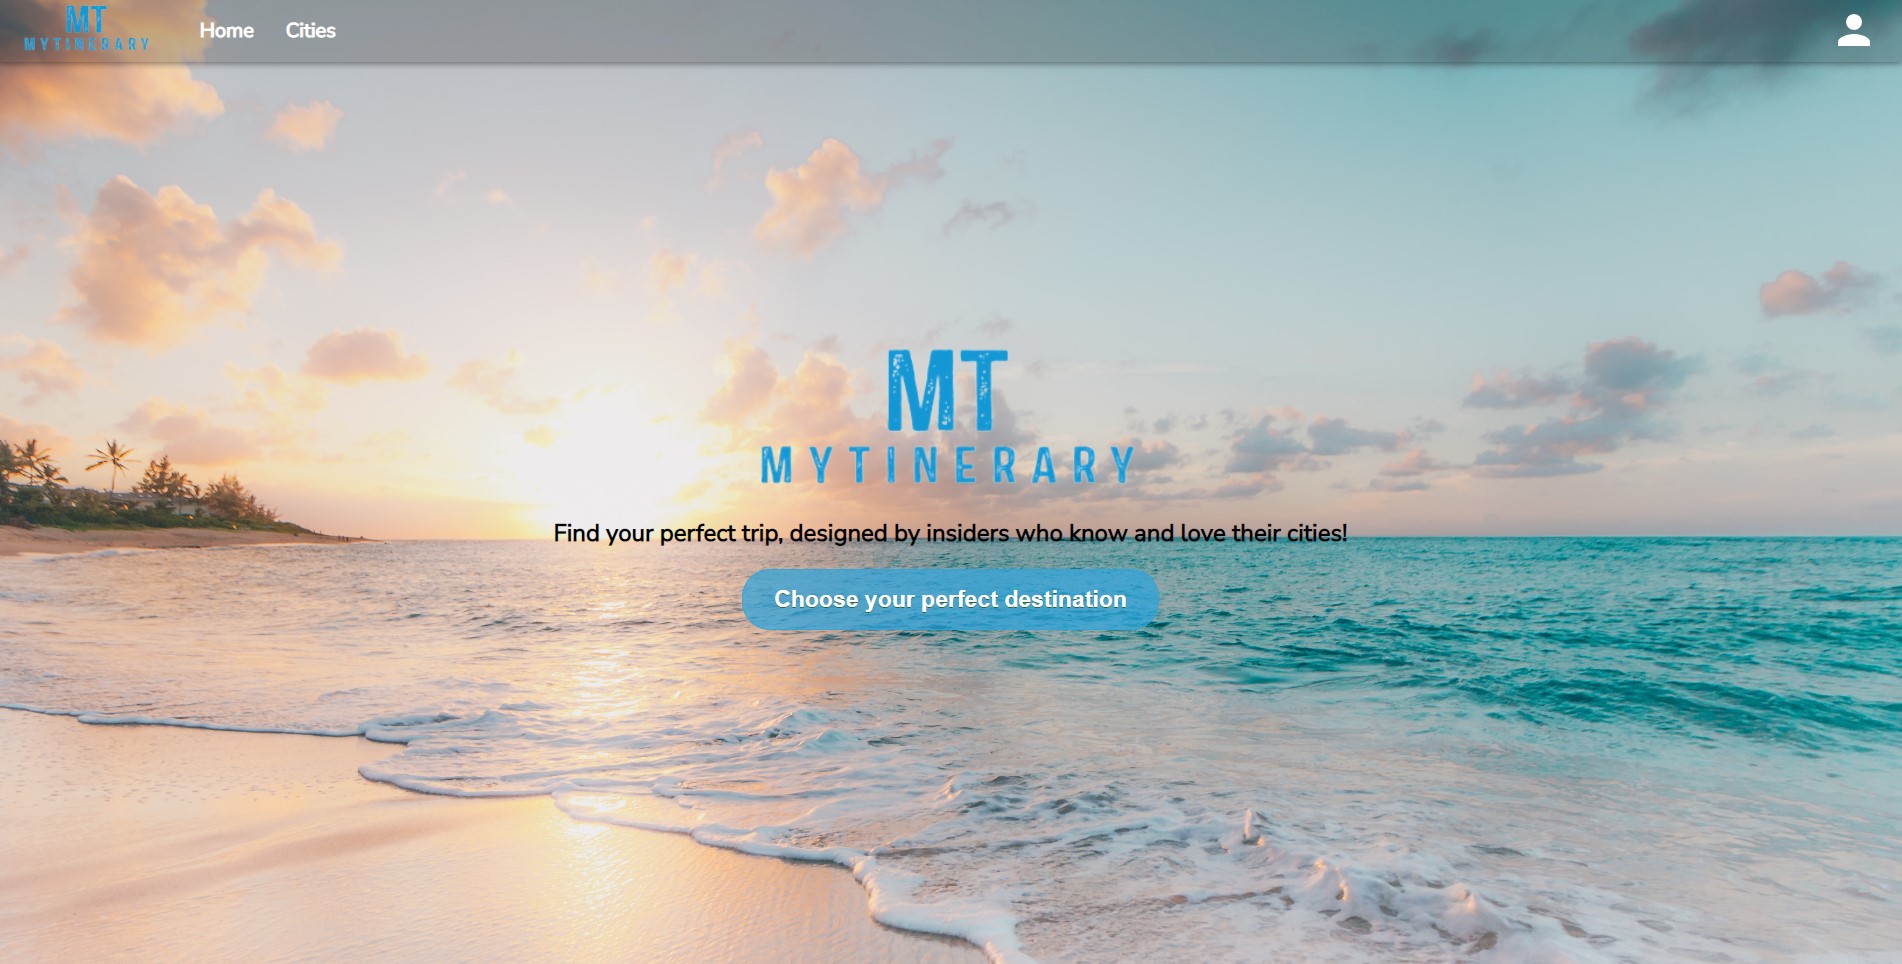 MT
MYTINERARY
Home
Cities
MT
MYTINERARY
Find your perfect trip, designed by insiders who know and love their cities!
Choose your perfect destination